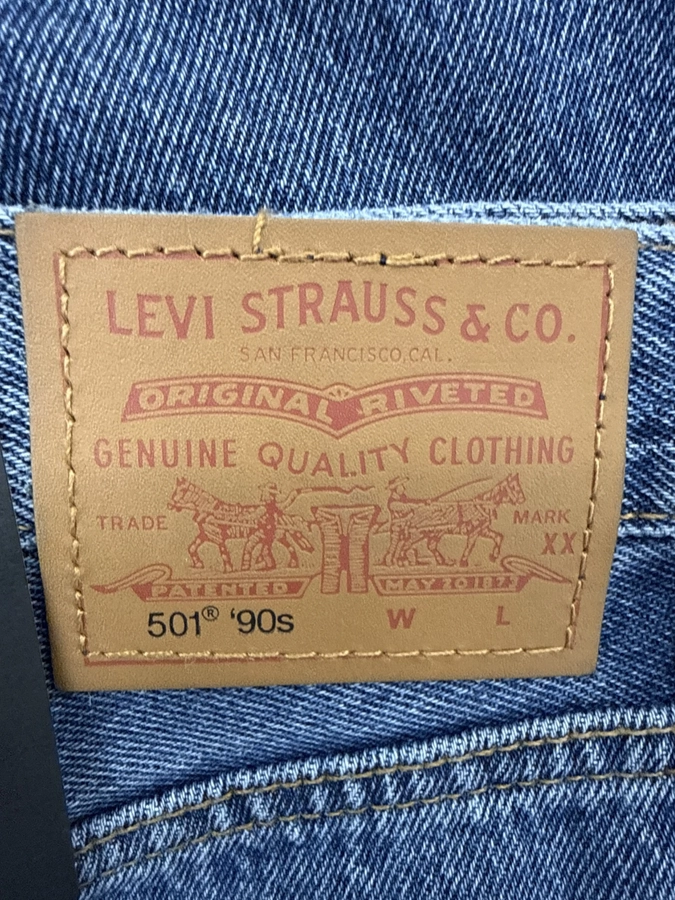 LEVI STRAUSS & CO.
SAN FRANCISCO, CAL.
ORIGINAL RIVETED
GENUINE QUALITY CLOTHING
TRADE MARK
XX
PATENTED MAY 20 1873
501® '90s W L